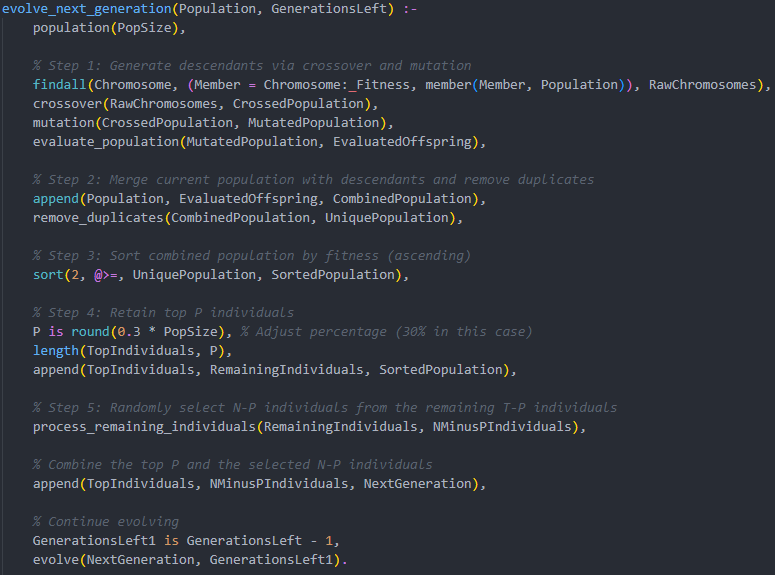 evolve_next_generation(Population, GenerationsLeft) :-
    population(PopSize),

    % Step 1: Generate descendants via crossover and mutation
    findall(Chromosome, (Member = Chromosome:_Fitness, member(Member, Population)), RawChromosomes),
    crossover(RawChromosomes, CrossedPopulation),
    mutation(CrossedPopulation, MutatedPopulation),
    evaluate_population(MutatedPopulation, EvaluatedOffspring),

    % Step 2: Merge current population with descendants and remove duplicates
    append(Population, EvaluatedOffspring, CombinedPopulation),
    remove_duplicates(CombinedPopulation, UniquePopulation),

    % Step 3: Sort combined population by fitness (ascending)
    sort(2, @>=, UniquePopulation, SortedPopulation),

    % Step 4: Retain top P individuals
    P is round(0.3 * PopSize), % Adjust percentage (30% in this case)
    length(TopIndividuals, P),
    append(TopIndividuals, RemainingIndividuals, SortedPopulation),

    % Step 5: Randomly select N-P individuals from the remaining T-P individuals
    process_remaining_individuals(RemainingIndividuals, NMinusPIndividuals),

    % Combine the top P and the selected N-P individuals
    append(TopIndividuals, NMinusPIndividuals, NextGeneration),

    % Continue evolving
    GenerationsLeft1 is GenerationsLeft - 1,
    evolve(NextGeneration, GenerationsLeft1).